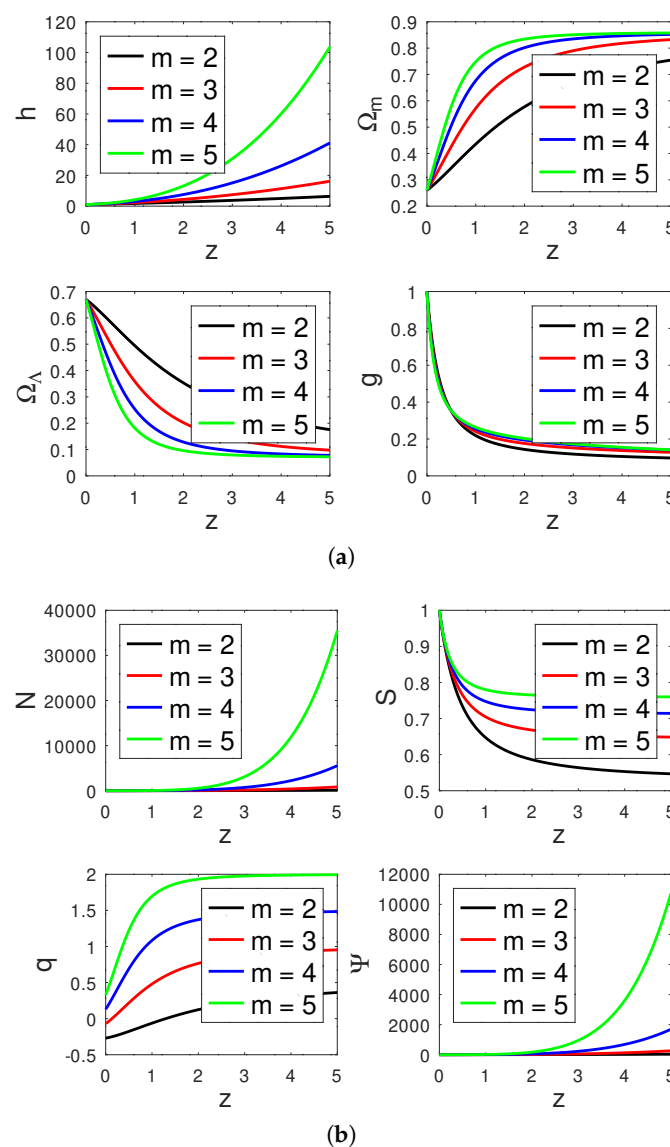 120
100
80
60
40
20
0
h
m = 2
m = 3
m = 4
m = 5
0 1 2 3 4 5
z
0.9
0.8
0.7
0.6
0.5
0.4
0.3
0.2
Ω_m
m = 2
m = 3
m = 4
m = 5
0 1 2 3 4 5
z
0.7
0.6
0.5
0.4
0.3
0.2
0.1
0
Ω_Λ
m = 2
m = 3
m = 4
m = 5
0 1 2 3 4 5
z
1
0.8
0.6
0.4
0.2
0
g
m = 2
m = 3
m = 4
m = 5
0 1 2 3 4 5
z
(a)
40000
30000
20000
10000
0
N
m = 2
m = 3
m = 4
m = 5
0 1 2 3 4 5
z
1
0.9
0.8
0.7
0.6
0.5
S
m = 2
m = 3
m = 4
m = 5
0 1 2 3 4 5
z
2
1.5
1
0.5
0
-0.5
q
m = 2
m = 3
m = 4
m = 5
0 1 2 3 4 5
z
12000
10000
8000
6000
4000
2000
0
Ψ
m = 2
m = 3
m = 4
m = 5
0 1 2 3 4 5
z
(b)